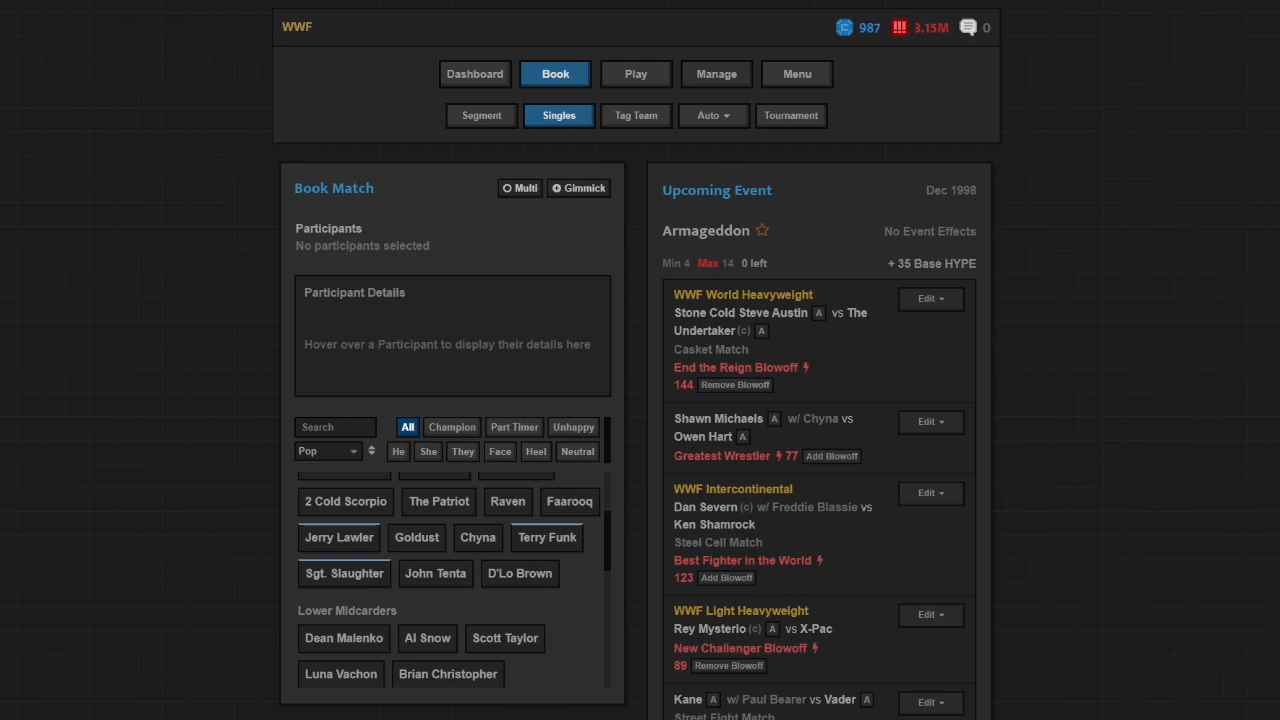 WWF
987
3.15M
0
Dashboard
Book
Play
Manage
Menu
Segment
Singles
Tag Team
Auto
Tournament
Book Match
Multi
Gimmick
Participants
No participants selected
Participant Details
Hover over a Participant to display their details here
Search
All
Champion
Part Timer
Unhappy
Pop
He
She
They
Face
Heel
Neutral
2 Cold Scorpio
The Patriot
Raven
Faarooq
Jerry Lawler
Goldust
Chyna
Terry Funk
Sgt. Slaughter
John Tenta
D'Lo Brown
Lower Midcarders
Dean Malenko
Al Snow
Scott Taylor
Luna Vachon
Brian Christopher
Upcoming Event
Dec 1998
Armageddon
No Event Effects
Min 4 Max 14 0 left
+ 35 Base HYPE
WWF World Heavyweight
Edit
Stone Cold Steve Austin A vs The
Undertaker (c) A
Casket Match
End the Reign Blowoff
144 Remove Blowoff
Shawn Michaels A w/ Chyna vs
Edit
Owen Hart A
Greatest Wrestler 77 Add Blowoff
WWF Intercontinental
Edit
Dan Severn (c) w/ Freddie Blassie vs
Ken Shamrock
Steel Cell Match
Best Fighter in the World
123 Add Blowoff
WWF Light Heavyweight
Edit
Rey Mysterio (c) A vs X-Pac
New Challenger Blowoff
89 Remove Blowoff
Kane A w/ Paul Bearer vs Vader A
Edit
Street Fight Match